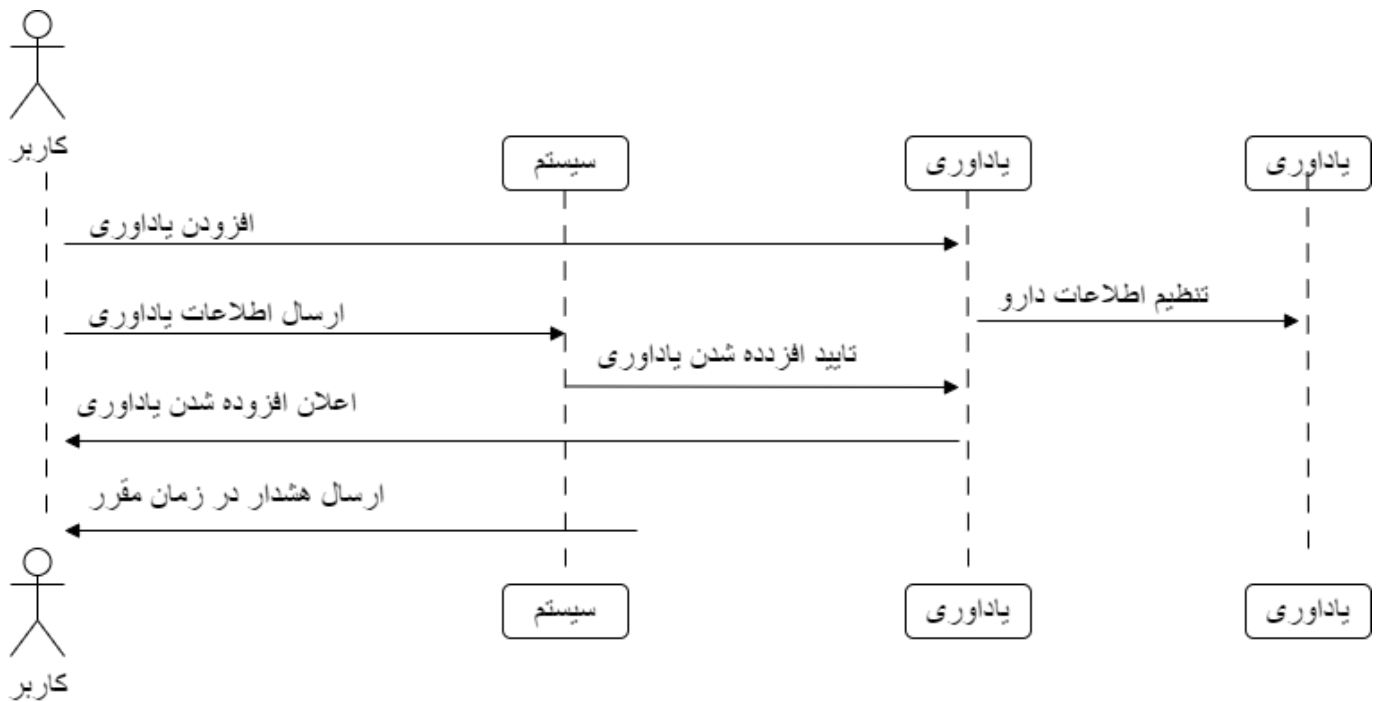 کاربر
سیستم
یاداوری
یاداوری
افزودن یاداوری
تنظیم اطلاعات دارو
ارسال اطلاعات یاداوری
تایید افزدده شدن یاداوری
اعلان افزوده شدن یاداوری
ارسال هشدار در زمان مقرر
سیستم
یاداوری
یاداوری
کاربر